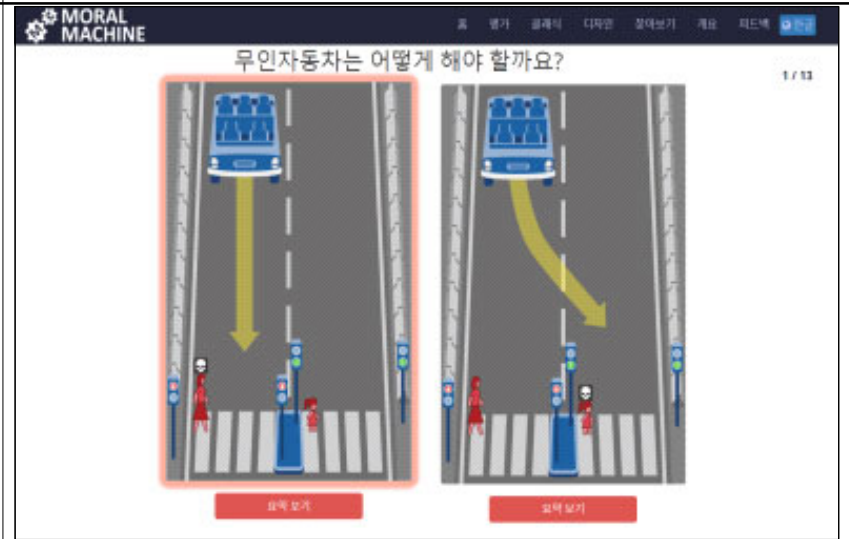 MORAL
MACHINE
홈 평가 클래식 디자인 찾아보기 개요 피드백 한글
무인자동차는 어떻게 해야 할까요?
1 / 13
요약 보기
요약 보기